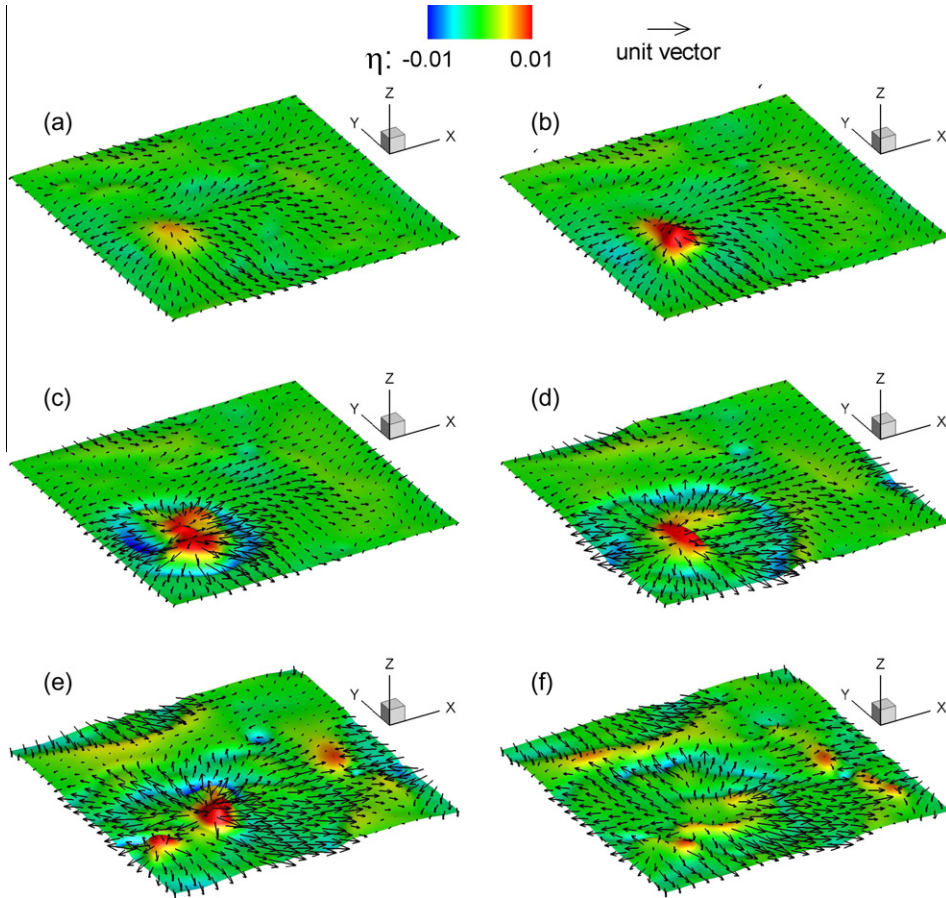 η: -0.01 0.01
unit vector
(a) Z Y X
(b) Z Y X
(c) Z Y X
(d) Z Y X
(e) Z Y X
(f) Z Y X